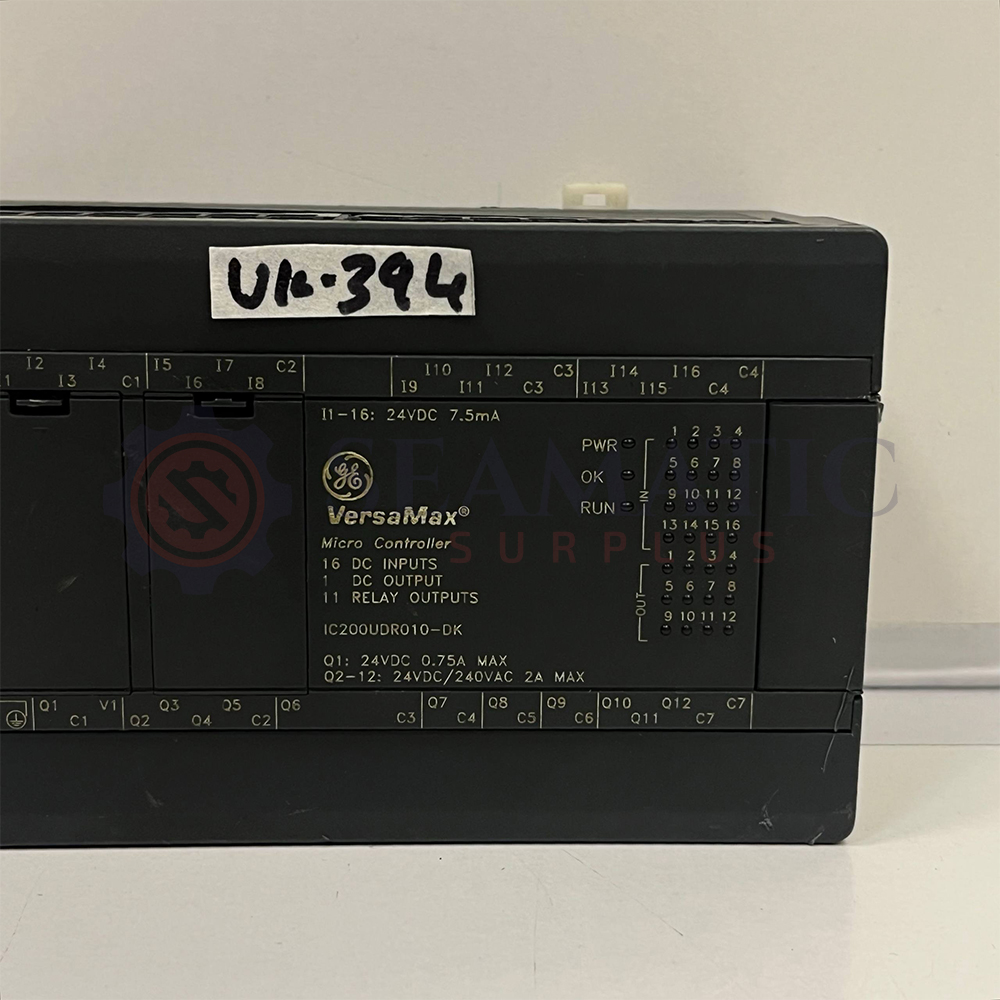 UK-394
I2 I4 I5 I7 C2 I10 I12 C3 I14 I16 C4
I3 C1 I6 I8 I9 I11 C3 I13 I15 C4
I1-16: 24VDC 7.5mA
GE
VersaMax®
Micro Controller
16 DC INPUTS
1 DC OUTPUT
11 RELAY OUTPUTS
IC200UDR010-DK
Q1: 24VDC 0.75A MAX
Q2-12: 24VDC/240VAC 2A MAX
PWR
OK
RUN
IN
1 2 3 4
5 6 7 8
9 10 11 12
13 14 15 16
OUT
1 2 3 4
5 6 7 8
9 10 11 12
Q1 V1 Q3 Q5 Q6 Q7 Q8 Q9 Q10 Q12 C7
C1 Q2 Q4 C2 C3 C4 C5 C6 Q11 C7
SEAMATIC
SURPLUS